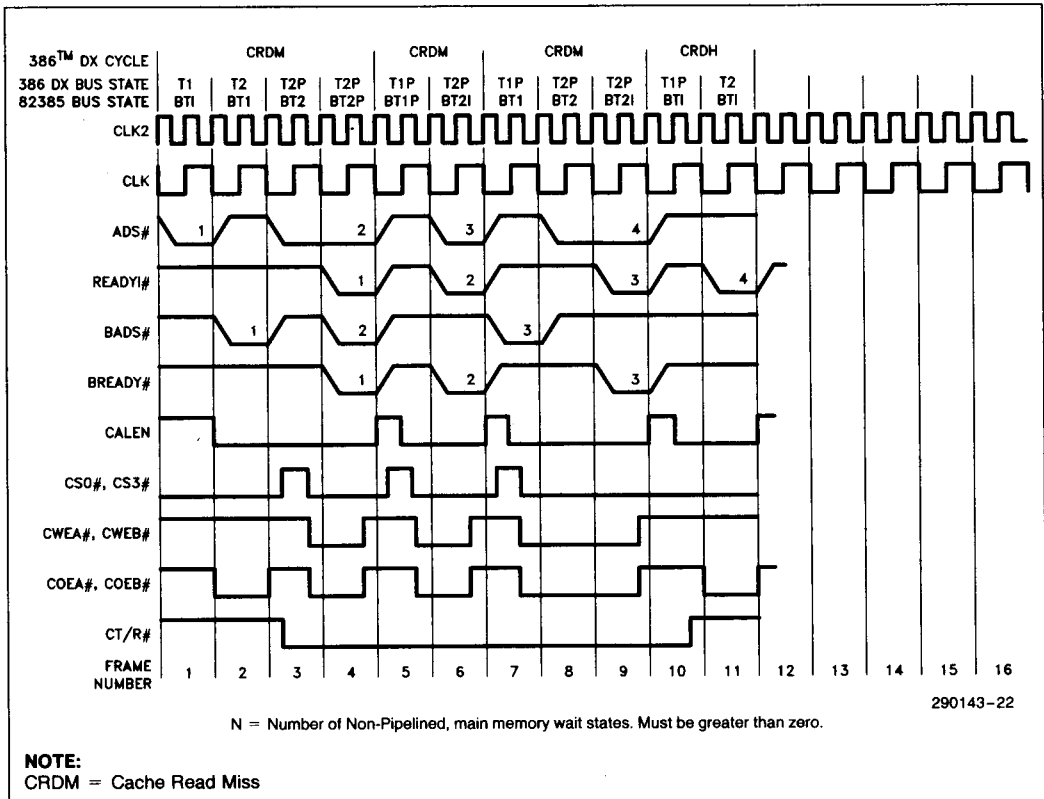 CRDM CRDM CRDM CRDH
386™ DX CYCLE
386 DX BUS STATE T1 T2 T2P T2P T1P T2P T1P T2P T2P T1P T2
82385 BUS STATE BTI BT1 BT2 BT2P BT1P BT2I BT1 BT2 BT2I BTI BTI
CLK2
CLK
ADS# 1 2 3 4
READYI# 1 2 3 4
BADS# 1 2 3
BREADY# 1 2 3
CALEN
CS0#, CS3#
CWEA#, CWEB#
COEA#, COEB#
CT/R#
FRAME
NUMBER 1 2 3 4 5 6 7 8 9 10 11 12 13 14 15 16
290143-22
N = Number of Non-Pipelined, main memory wait states. Must be greater than zero.
NOTE:
CRDM = Cache Read Miss